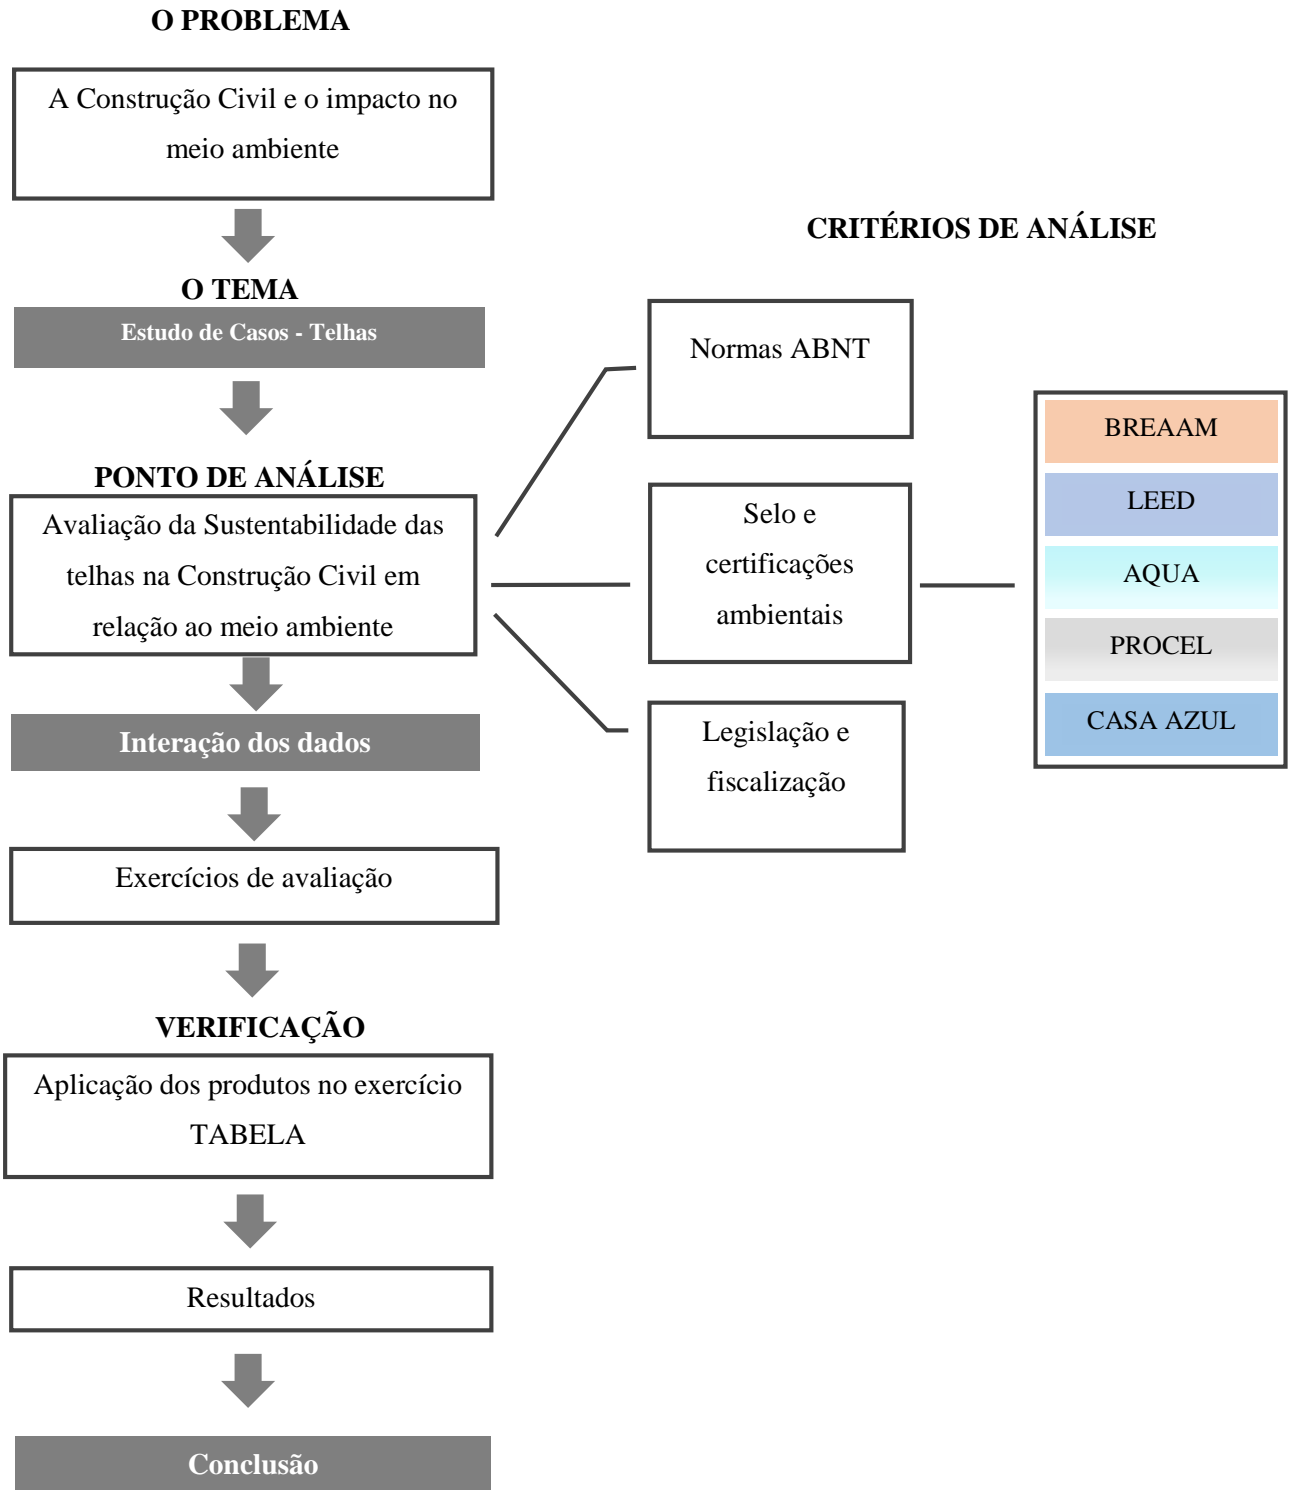 O PROBLEMA
A Construção Civil e o impacto no
meio ambiente
O TEMA
Estudo de Casos - Telhas
PONTO DE ANÁLISE
Avaliação da Sustentabilidade das
telhas na Construção Civil em
relação ao meio ambiente
Interação dos dados
Exercícios de avaliação
VERIFICAÇÃO
Aplicação dos produtos no exercício
TABELA
Resultados
Conclusão
CRITÉRIOS DE ANÁLISE
Normas ABNT
Selo e
certificações
ambientais
Legislação e
fiscalização
BREAAM
LEED
AQUA
PROCEL
CASA AZUL